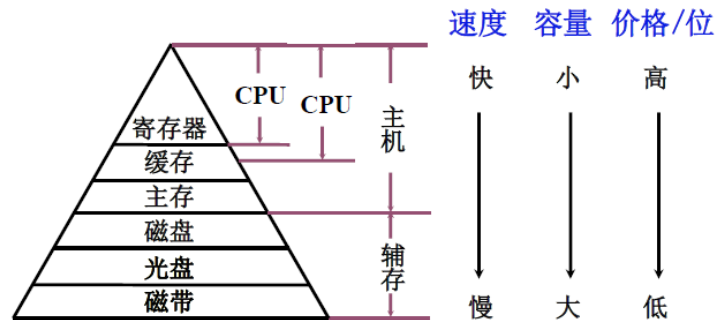 速度 容量 价格/位
快 小 高
CPU
CPU
主机
寄存器
缓存
主存
磁盘
辅存
光盘
磁带
慢 大 低